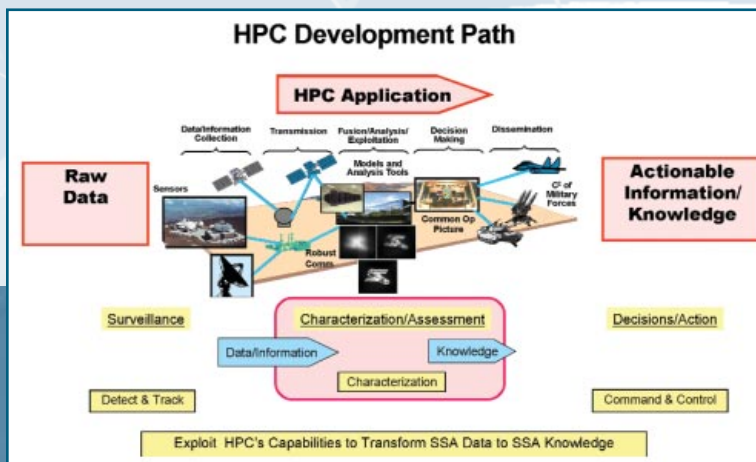 HPC Development Path
HPC Application
Data/Information
Collection
Transmission
Fusion/Analysis/
Exploitation
Decision
Making
Dissemination
Raw
Data
Sensors
Models and
Analysis Tools
Robust
Comm
Common Op
Picture
C² of
Military
Forces
Actionable
Information/
Knowledge
Surveillance
Characterization/Assessment
Decisions/Action
Data/Information
Knowledge
Characterization
Detect & Track
Command & Control
Exploit HPC's Capabilities to Transform SSA Data to SSA Knowledge